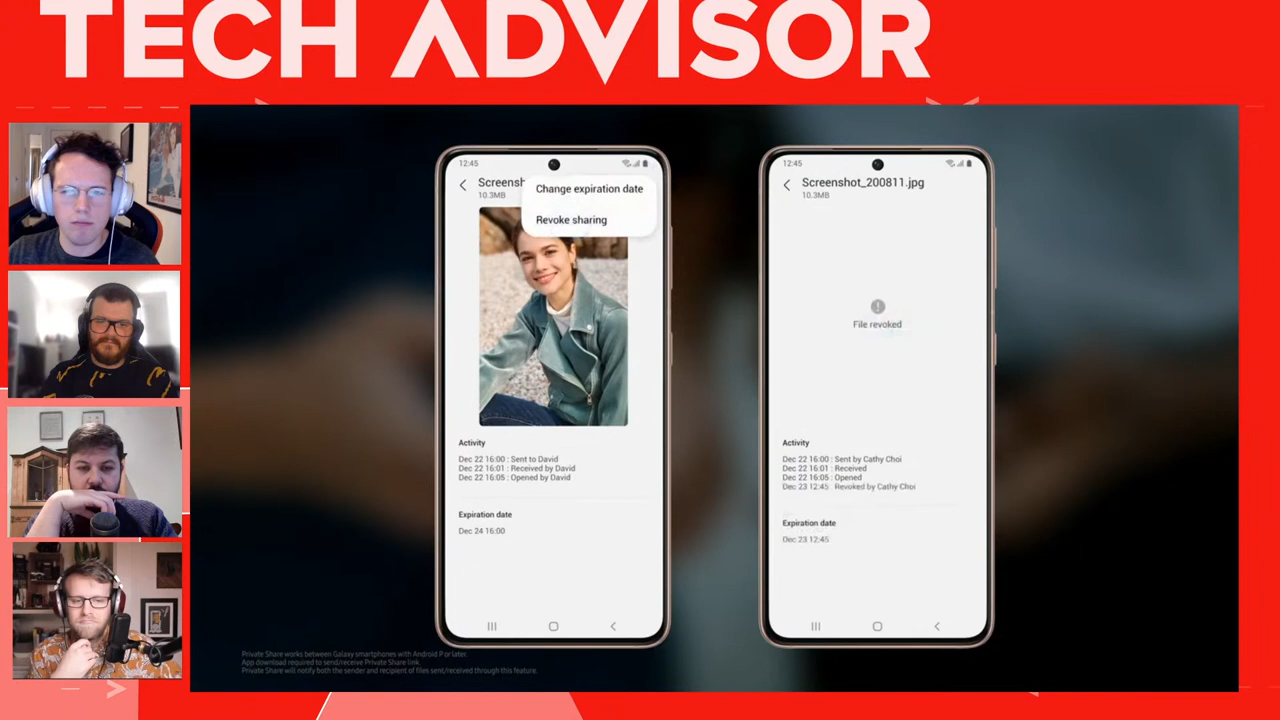 TECH ADVISOR
12:45
Screensh
10.3MB
Change expiration date
Revoke sharing
Activity
Dec 22 16:00 : Sent to David
Dec 22 16:01 : Received by David
Dec 22 16:05 : Opened by David
Expiration date
Dec 24 16:00
12:45
Screenshot_200811.jpg
10.3MB
File revoked
Activity
Dec 22 16:00 : Sent by Cathy Choi
Dec 22 16:01 : Received
Dec 22 16:05 : Opened
Dec 23 12:45 : Revoked by Cathy Choi
Expiration date
Dec 23 12:45
Private Share works between Galaxy smartphones with Android P or later.
App download required to send/receive Private Share link.
Private Share will notify both the sender and recipient of files sent/received through this feature.